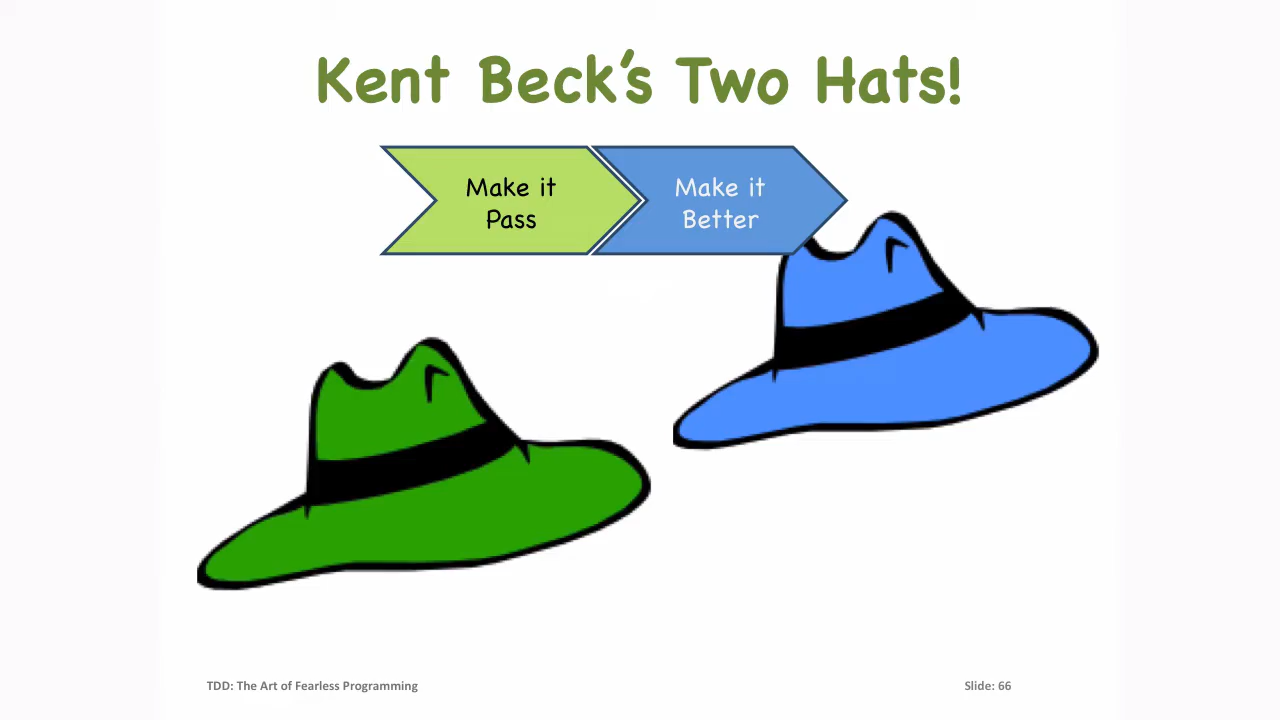 Kent Beck's Two Hats!
Make it
Pass
Make it
Better
TDD: The Art of Fearless Programming
Slide: 66